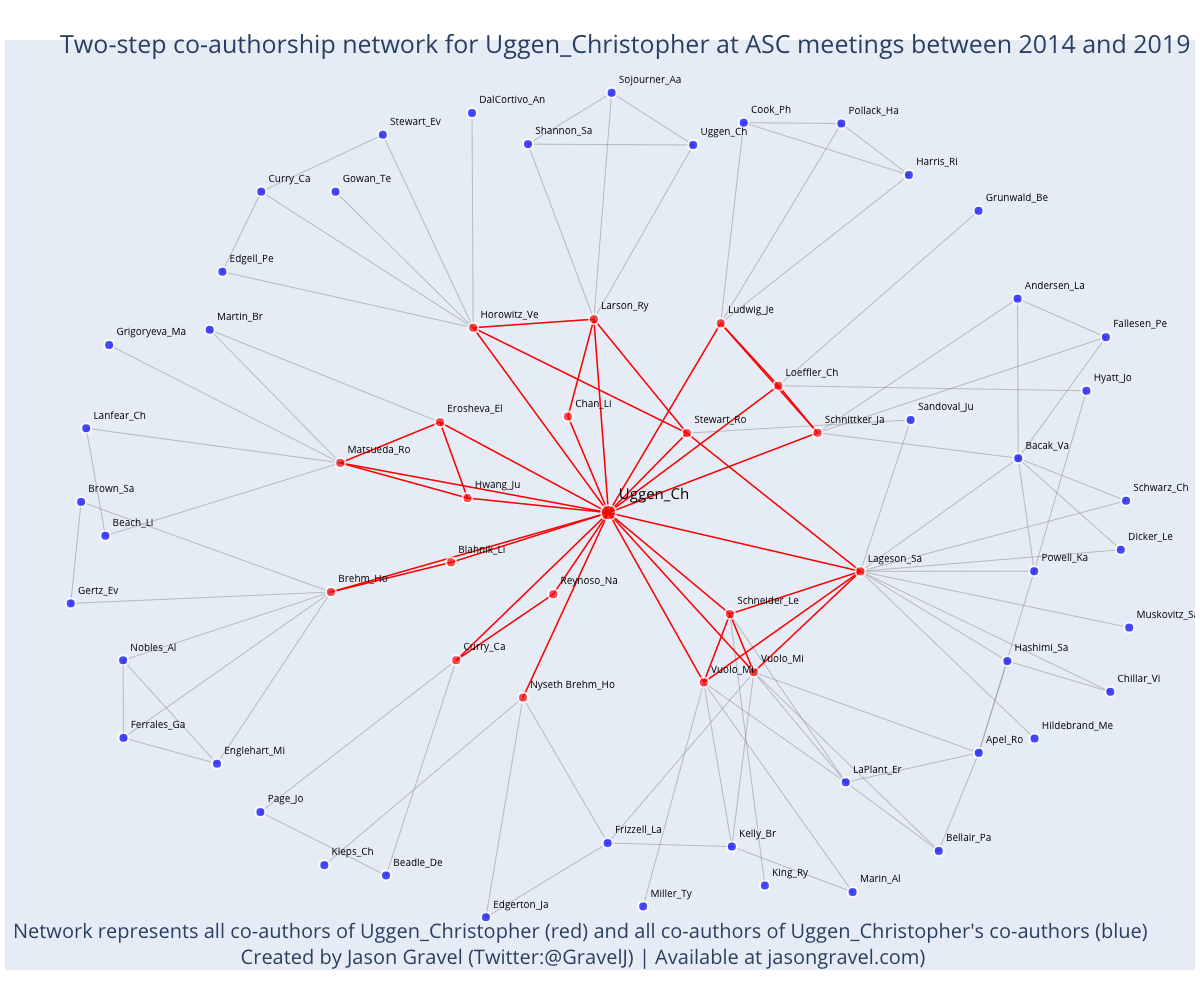 Two-step co-authorship network for Uggen_Christopher at ASC meetings between 2014 and 2019
Sojourner_Aa
DalCortivo_An
Cook_Ph
Pollack_Ha
Stewart_Ev
Shannon_Sa
Uggen_Ch
Harris_Ri
Curry_Ca
Gowan_Te
Grunwald_Be
Edgell_Pe
Andersen_La
Larson_Ry
Ludwig_Je
Horowitz_Ve
Martin_Br
Fallesen_Pe
Grigoryeva_Ma
Loeffler_Ch
Hyatt_Jo
Chan_Li
Erosheva_El
Sandoval_Ju
Lanfear_Ch
Stewart_Ro
Schnittker_Ja
Matsueda_Ro
Bacak_Va
Hwang_Ju
Brown_Sa
Uggen_Ch
Schwarz_Ch
Beach_Li
Dicker_Le
Blahnik_Li
Lageson_Sa
Powell_Ka
Brehm_Ho
Reynoso_Na
Gertz_Ev
Schneider_Le
Muskovitz_Sa
Nobles_Al
Curry_Ca
Vuolo_Mi
Vuolo_Mi
Hashimi_Sa
Nyseth Brehm_Ho
Chillar_Vi
Ferrales_Ga
Hildebrand_Me
Apel_Ro
Englehart_Mi
LaPlant_Er
Page_Jo
Frizzell_La
Kelly_Br
Bellair_Pa
Kleps_Ch
Beadle_De
King_Ry
Marin_Al
Miller_Ty
Edgerton_Ja
Network represents all co-authors of Uggen_Christopher (red) and all co-authors of Uggen_Christopher's co-authors (blue)
Created by Jason Gravel (Twitter:@GravelJ) | Available at jasongravel.com)